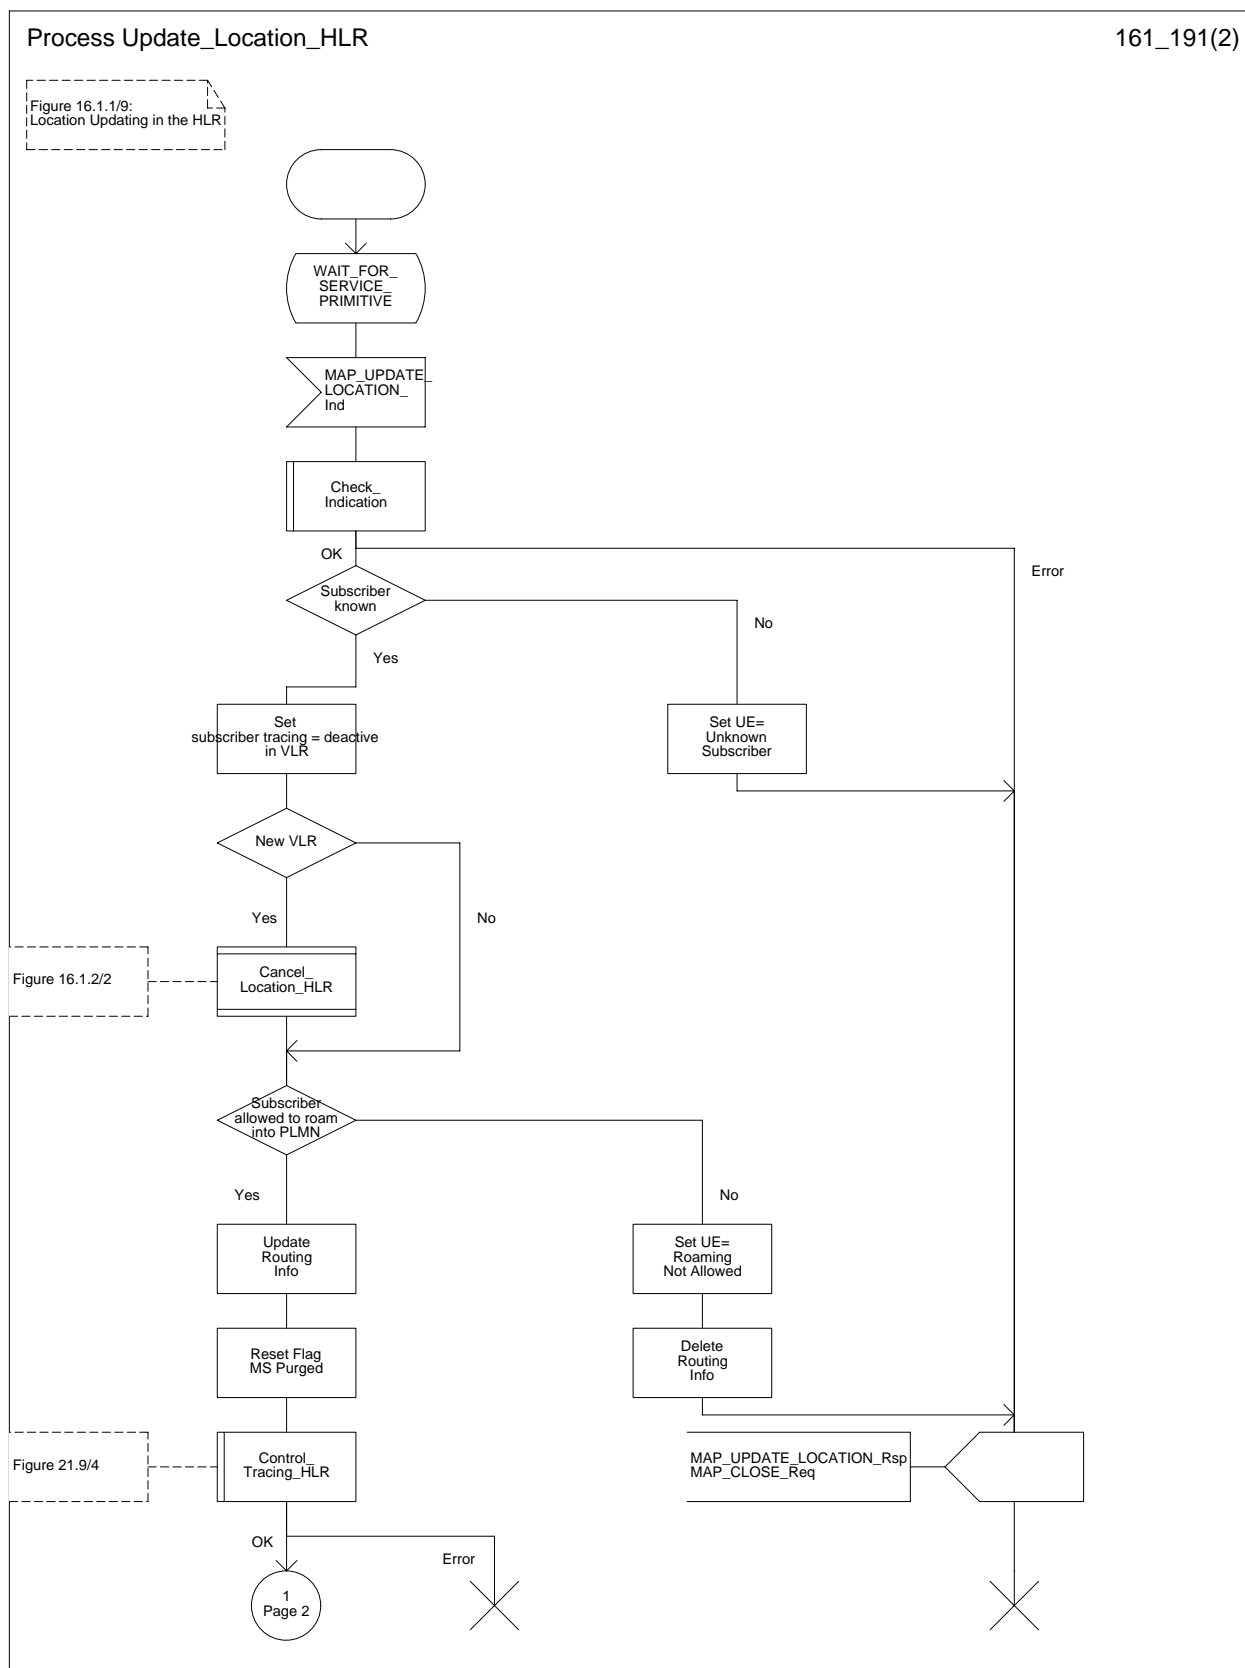 Process Update_Location_HLR
161_191(2)
Figure 16.1.1/9:
Location Updating in the HLR
WAIT_FOR_
SERVICE_
PRIMITIVE
MAP_UPDATE_
LOCATION_
Ind
Check_
Indication
OK
Error
Subscriber
known
No
Yes
Set
subscriber tracing = deactive
in VLR
Set UE=
Unknown
Subscriber
New VLR
Yes
No
Figure 16.1.2/2
Cancel_
Location_HLR
Subscriber
allowed to roam
into PLMN
Yes
No
Update
Routing
Info
Set UE=
Roaming
Not Allowed
Reset Flag
MS Purged
Delete
Routing
Info
Figure 21.9/4
Control_
Tracing_HLR
MAP_UPDATE_LOCATION_Rsp
MAP_CLOSE_Req
OK
Error
1
Page 2